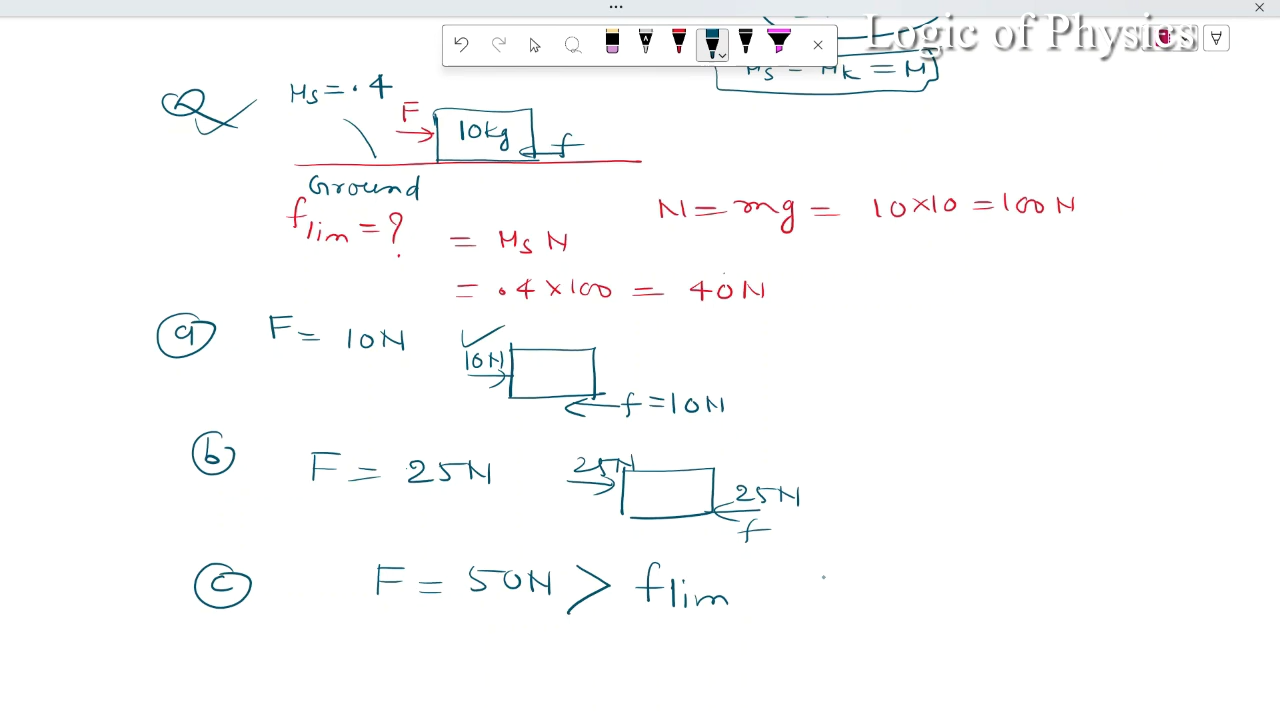 Logic of Physics
μs = μk = μ
Q μs = .4
F 10kg f
Ground
flim = ? = μs N
N = mg = 10×10 = 100N
= .4×100 = 40N
a F = 10N 10N f = 10N
b F = 25N 25N 25N
f
c F = 50N > flim